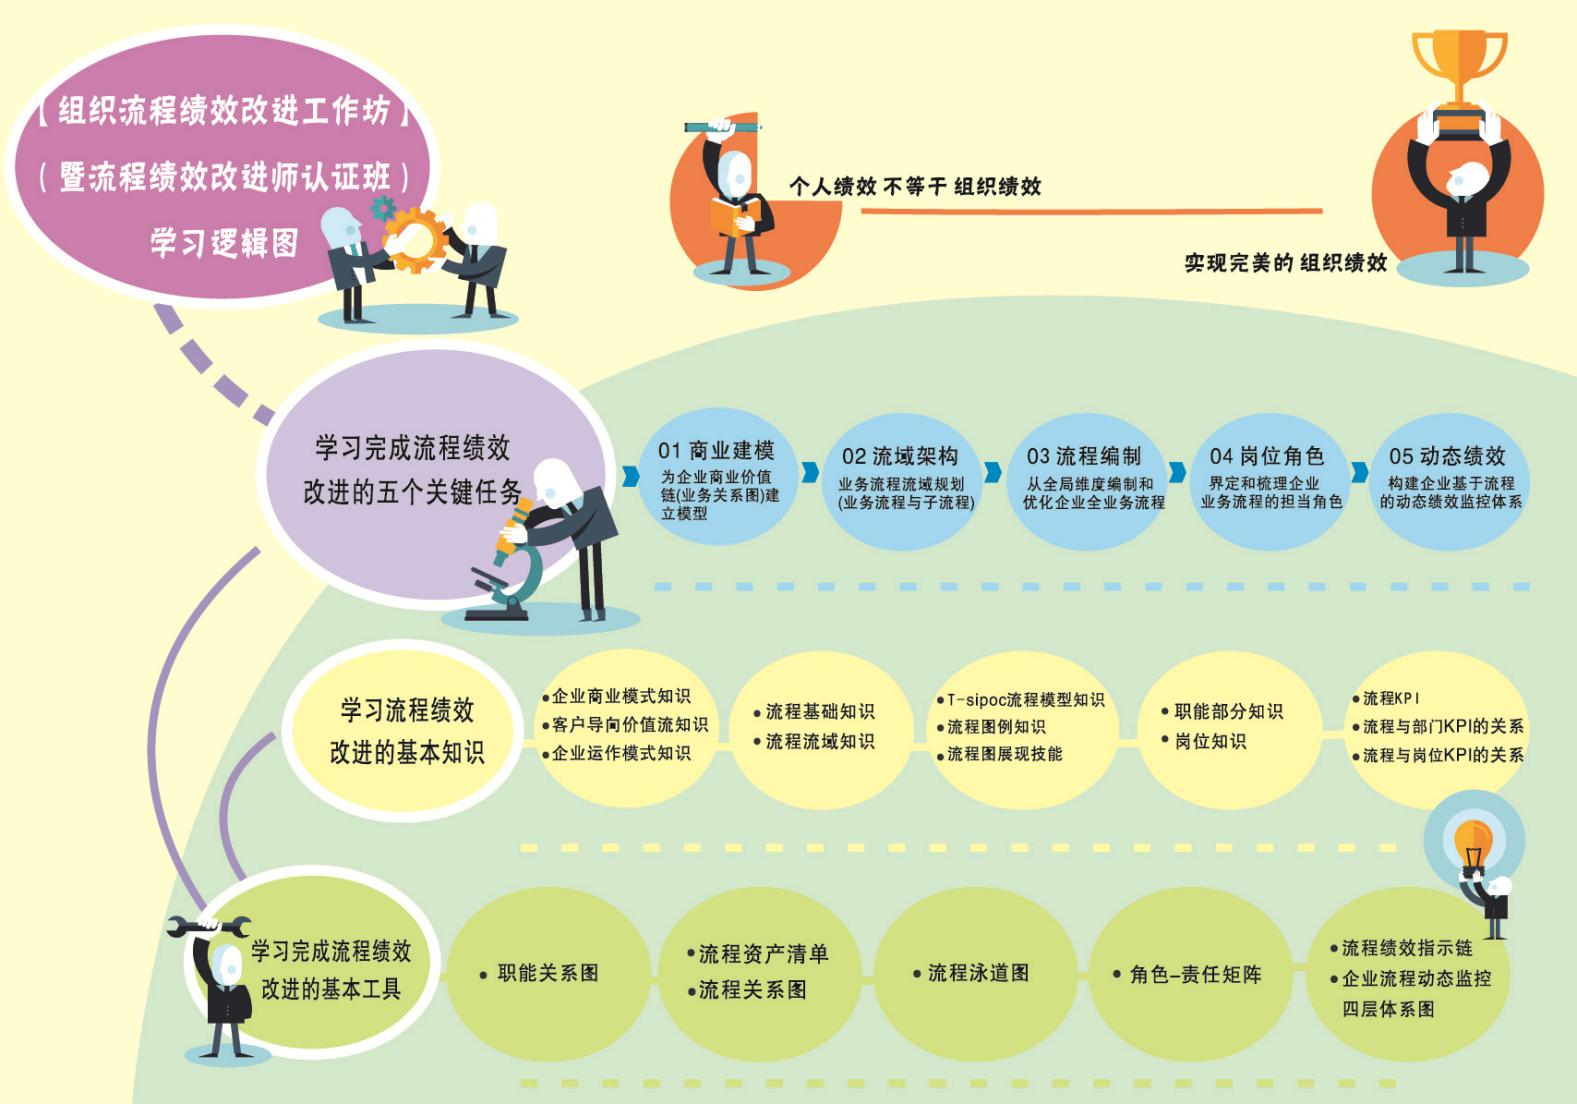 【组织流程绩效改进工作坊】
（暨流程绩效改进师认证班）
学习逻辑图
个人绩效 不等于 组织绩效
实现完美的 组织绩效
学习完成流程绩效
改进的五个关键任务
01 商业建模
为企业商业价值
链(业务关系图)建
立模型
02 流域架构
业务流程流域规划
(业务流程与子流程)
03 流程编制
从全局维度编制和
优化企业全业务流程
04 岗位角色
界定和梳理企业
业务流程的担当角色
05 动态绩效
构建企业基于流程
的动态绩效监控体系
学习流程绩效
改进的基本知识
•企业商业模式知识
•客户导向价值流知识
•企业运作模式知识
•流程基础知识
•流程流域知识
•T-sipoc流程模型知识
•流程图例知识
•流程图展现技能
•职能部分知识
•岗位知识
•流程KPI
•流程与部门KPI的关系
•流程与岗位KPI的关系
学习完成流程绩效
改进的基本工具
•职能关系图
•流程资产清单
•流程关系图
•流程泳道图
•角色-责任矩阵
•流程绩效指示链
•企业流程动态监控
四层体系图